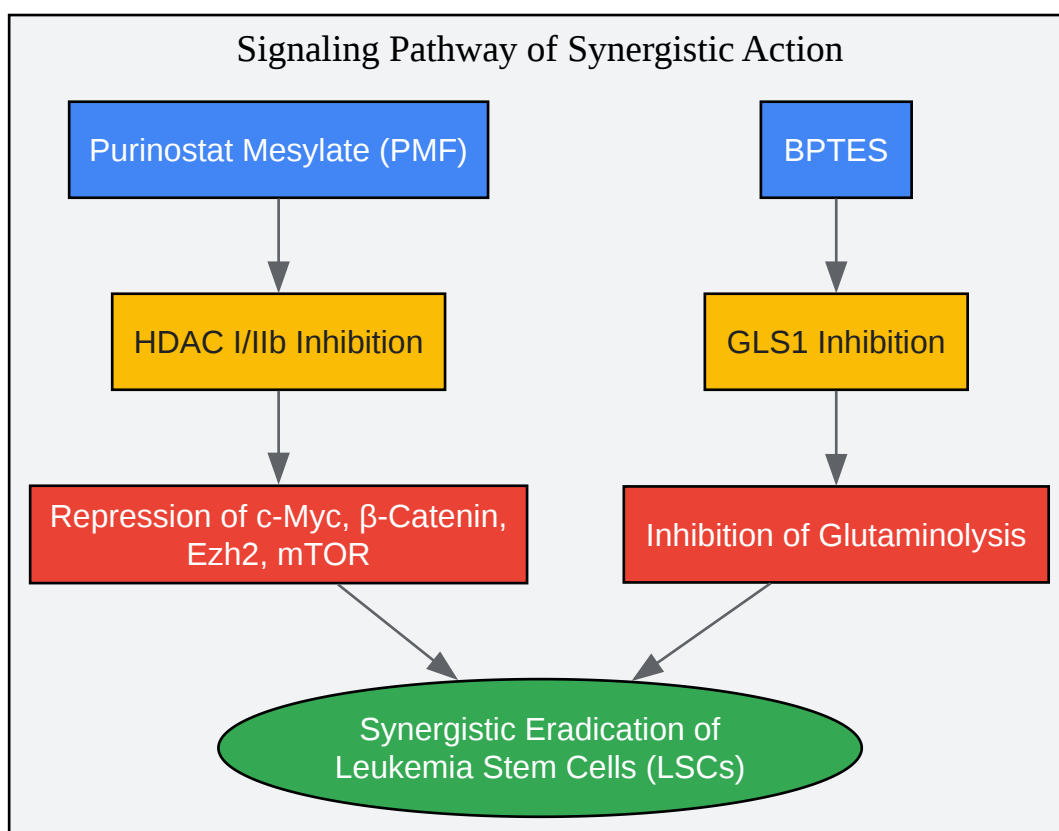 Signaling Pathway of Synergistic Action
Purinostat Mesylate (PMF)
BPTES
HDAC I/IIb Inhibition
GLS1 Inhibition
Repression of c-Myc, β-Catenin,
Ezh2, mTOR
Inhibition of Glutaminolysis
Synergistic Eradication of
Leukemia Stem Cells (LSCs)